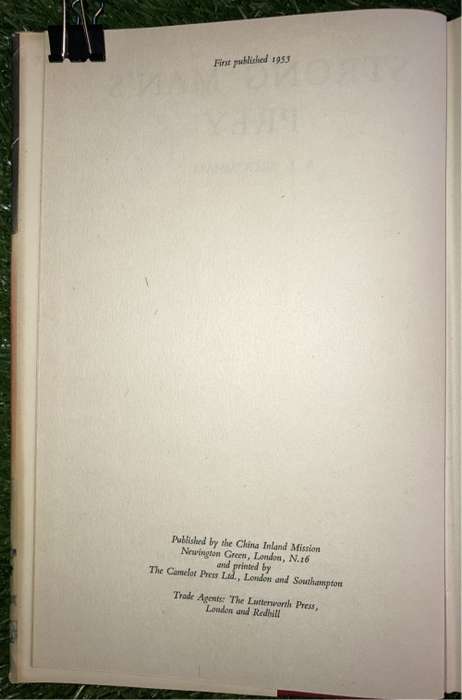 First published 1953
Published by the China Inland Mission
Newington Green, London, N.16
and printed by
The Camelot Press Ltd., London and Southampton
Trade Agents: The Lutterworth Press,
London and Redhill